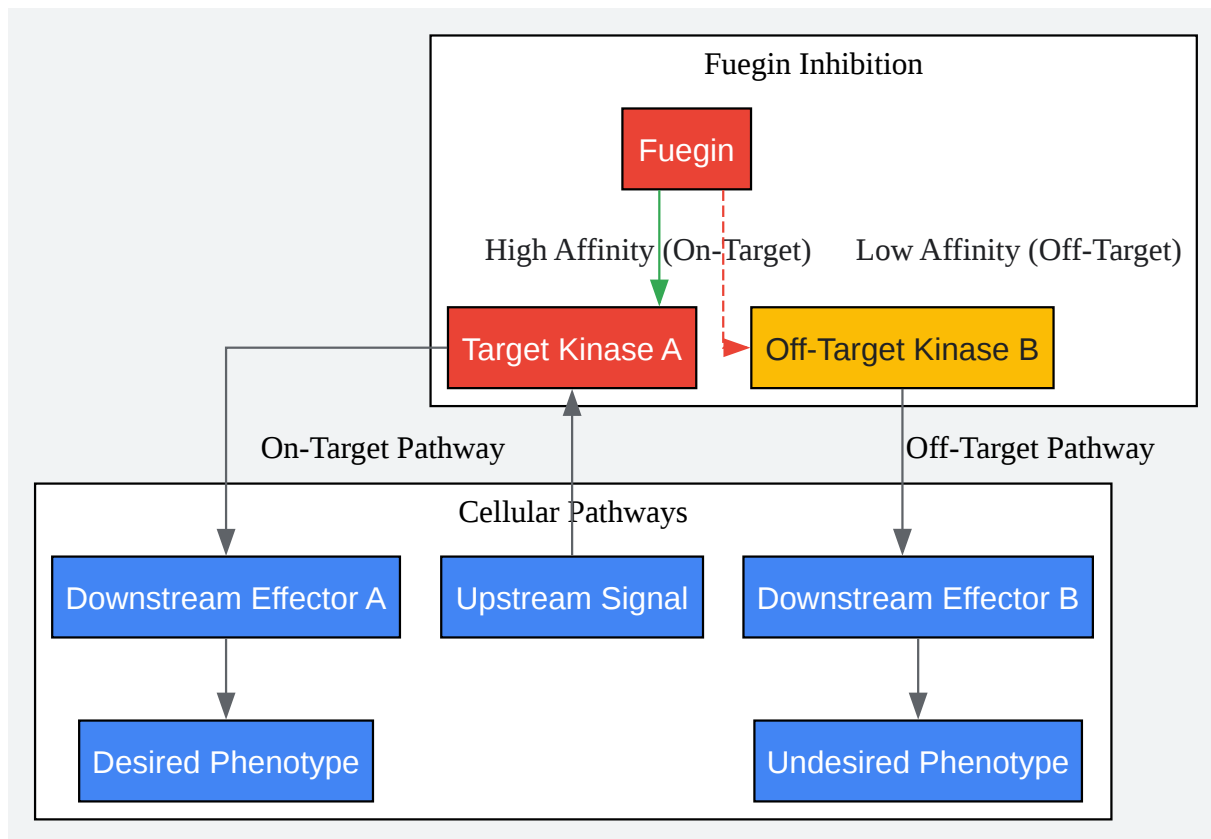 Fuegin Inhibition
Fuegin
High Affinity (On-Target)
Low Affinity (Off-Target)
Target Kinase A
Off-Target Kinase B
On-Target Pathway
Off-Target Pathway
Cellular Pathways
Downstream Effector A
Upstream Signal
Downstream Effector B
Desired Phenotype
Undesired Phenotype